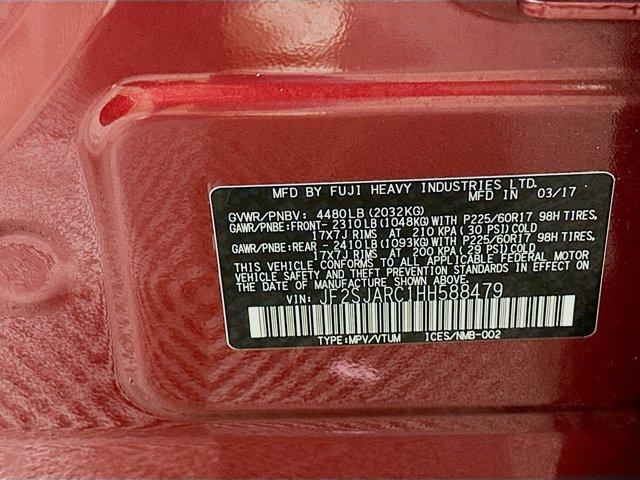 MFD BY FUJI HEAVY INDUSTRIES LTD.
MFD IN 03/17
GVWR/PNBV: 4480LB (2032KG)
GAWR/PNBE:FRONT- 2310LB (1048KG)WITH P225/60R17 98H TIRES,
17x7J RIMS AT 210 KPA (30 PSI) COLD
GAWR/PNBE:REAR - 2410LB (1093KG)WITH P225/60R17 98H TIRES,
17x7J RIMS AT 200 KPA (29 PSI) COLD
THIS VEHICLE CONFORMS TO ALL APPLICABLE FEDERAL MOTOR
VEHICLE SAFETY AND THEFT PREVENTION STANDARDS IN EFFECT ON
THE DATE OF MANUFACTURE SHOWN ABOVE.
VIN: JF2SJARC1HH588479
TYPE:MPV/VTUM ICES/NMB-002